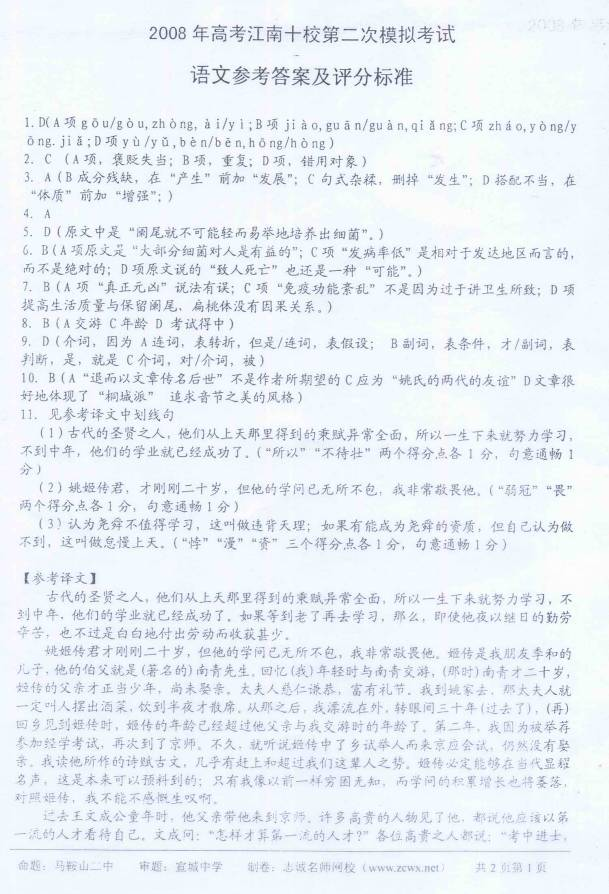 2008年高考江南十校第二次模拟考试
语文参考答案及评分标准
1.D(A项gōu/gòu,zhòng, ài/yì;B项 jiào,guān/guàn,qiǎng;C项zháo,yòng/y
ōng.jiǎ;D项yù/yǔ,bèn/bēn,hōng/hòng)
2. C (A项，褒贬失当；B项，重复；D项，错用对象)
3. A(B成分残缺，在“产生”前加“发展”；C 句式杂糅，删掉“发生”；D 搭配不当，在
“体质”前加“增强”；)
4. A
5. D(原文中是“阑尾就不可能轻而易举地培养出细菌”。)
6. B(A项原文是“大部分细菌对人是有益的”；C项“发病率低”是相对于发达地区而言的，
而不是绝对的；D项原文说的“致人死亡”也还是一种“可能”。)
7. B(A项“真正元凶”说法有误；C项“免疫功能紊乱”不是因为过于讲卫生所致；D项
提高生活质量与保留阑尾，扁桃体没有因果关系。)
8. B(A交游 C年龄 D 考试得中)
9. D(介词，因为 A连词，表转折，但是/连词，表假设； B副词，表条件，才/副词，表
判断，是，就是 C介词，对/介词，被)
10. B(A“退而以文章传名后世”不是作者所期望的C应为“姚氏的两代的友谊”D文章很
好地体现了“桐城派” 追求音节之美的风格)
11. 见参考译文中划线句
(1)古代的圣贤之人，他们从上天那里得到的禀赋异常全面，所以一生下来就努力学习，
不到中年，他们的学业就已经成功了。(“所以”“不待壮”两个得分点各1分，句意通畅1
分)
(2)姚姬传君，才刚刚二十岁，但他的学问已无所不包，我非常敬畏他。(“弱冠”“畏”
两个得分点各1分，句意通畅1分)
(3)认为尧舜不值得学习，这叫做违背天理；如果有能成为尧舜的资质，但自己认为做
不到，这叫做怠慢上天。(“悖”“漫”“资”三个得分点各1分，句意通畅1分)
【参考译文】
古代的圣贤之人，他们从上天那里得到的禀赋异常全面，所以一生下来就努力学习，不
到中年，他们的学业就已经成功了。如果等到老了再去学习，那么，即使他夜以继日的勤劳
辛苦，也不过是白白地付出劳动而收获甚少。
姚姬传君才刚刚二十岁，但他的学问已无所不包，我非常敬畏他。姬传是我朋友季和的
儿子，他的伯父就是(著名的)南青先生。回忆(我)年轻时与南青交游，(那时)南青才二十岁，
姬传的父亲才正当少年，尚未娶亲。太夫人慈仁谦恭，富有礼节。我到姚家去，那太夫人就
一定叫人摆出酒菜，饮到半夜才散席。从那之后，我漂流在外，转眼间三十年(过去了)，(再)
回乡见到姬传时，姬传的年龄已经超过他父亲与我交游时的年龄了。第二年，我因为被举荐
参加经学考试，再次到了京师。不久，就听说姬传中了乡试举人而来京应会试，仍然没有娶
亲。我读他所作的诗赋古文，几乎有赶上和超过我们这辈人之势。姬传必定能够在当代显耀
名声，这是本来可以预料到的；只有我像以前一样穷困无知，而学问的积累增长也将萎落，
对照姬传，我不能不感慨生叹啊。
过去王文成公童年时，他父亲带他来到京师。许多高贵的人物见了他，都说他应该以第
一流的人才看待自己。文成问：“怎样才算第一流的人才？”各位高贵之人都说：“考中进士，
命题：马鞍山二中 审题：宣城中学 制卷：志诚名师网校（www.zcwx.net） 共2页第1页